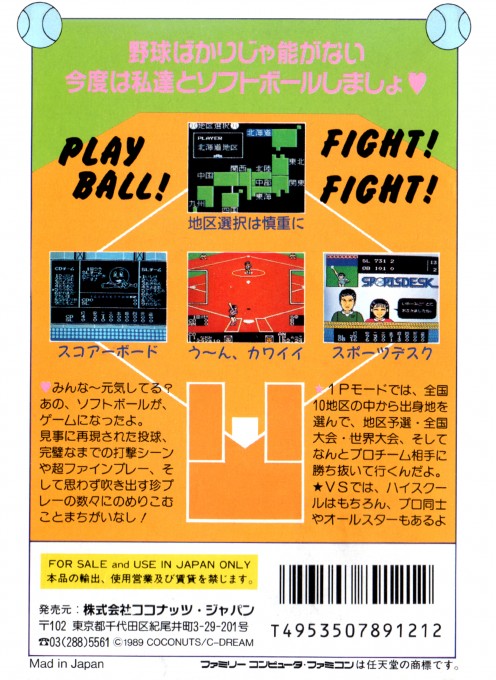 野球ばかりじゃ能がない
今度は私達とソフトボールしましょ♥
PLAY
BALL!
FIGHT!
FIGHT!
地区選択
PLAYER
北海道地区
北海道
東北
北陸
関西
中国
中部
関東
九州
地区選択は慎重に
SL 731 2
OB 101 0
SPORTSDESK
スコアーボード
う〜ん、カワイイ
スポーツデスク
♥みんな〜元気してる?
あの、ソフトボールが、
ゲームになったよ。
見事に再現された投球、
完璧なまでの打撃シーン
や超ファインプレー、そ
して思わず吹き出す珍プ
レーの数々にのめりこむ
ことまちがいなし!
★1Pモードでは、全国
10地区の中から出身地を
選んで、地区予選・全国
大会・世界大会、そして
なんとプロチーム相手に
勝ち抜いて行くんだよ。
★VSでは、ハイスクー
ルはもちろん、プロ同士
やオールスターもあるよ
FOR SALE and USE IN JAPAN ONLY
本品の輸出、使用営業及び賃貸を禁じます。
発売元:株式会社ココナッツ・ジャパン
〒102 東京都千代田区紀尾井町3-29-201号
☎03(288)5561 ©1989 COCONUTS/C-DREAM
T4953507891212
Made in Japan
ファミリーコンピュータ・ファミコンは任天堂の商標です。